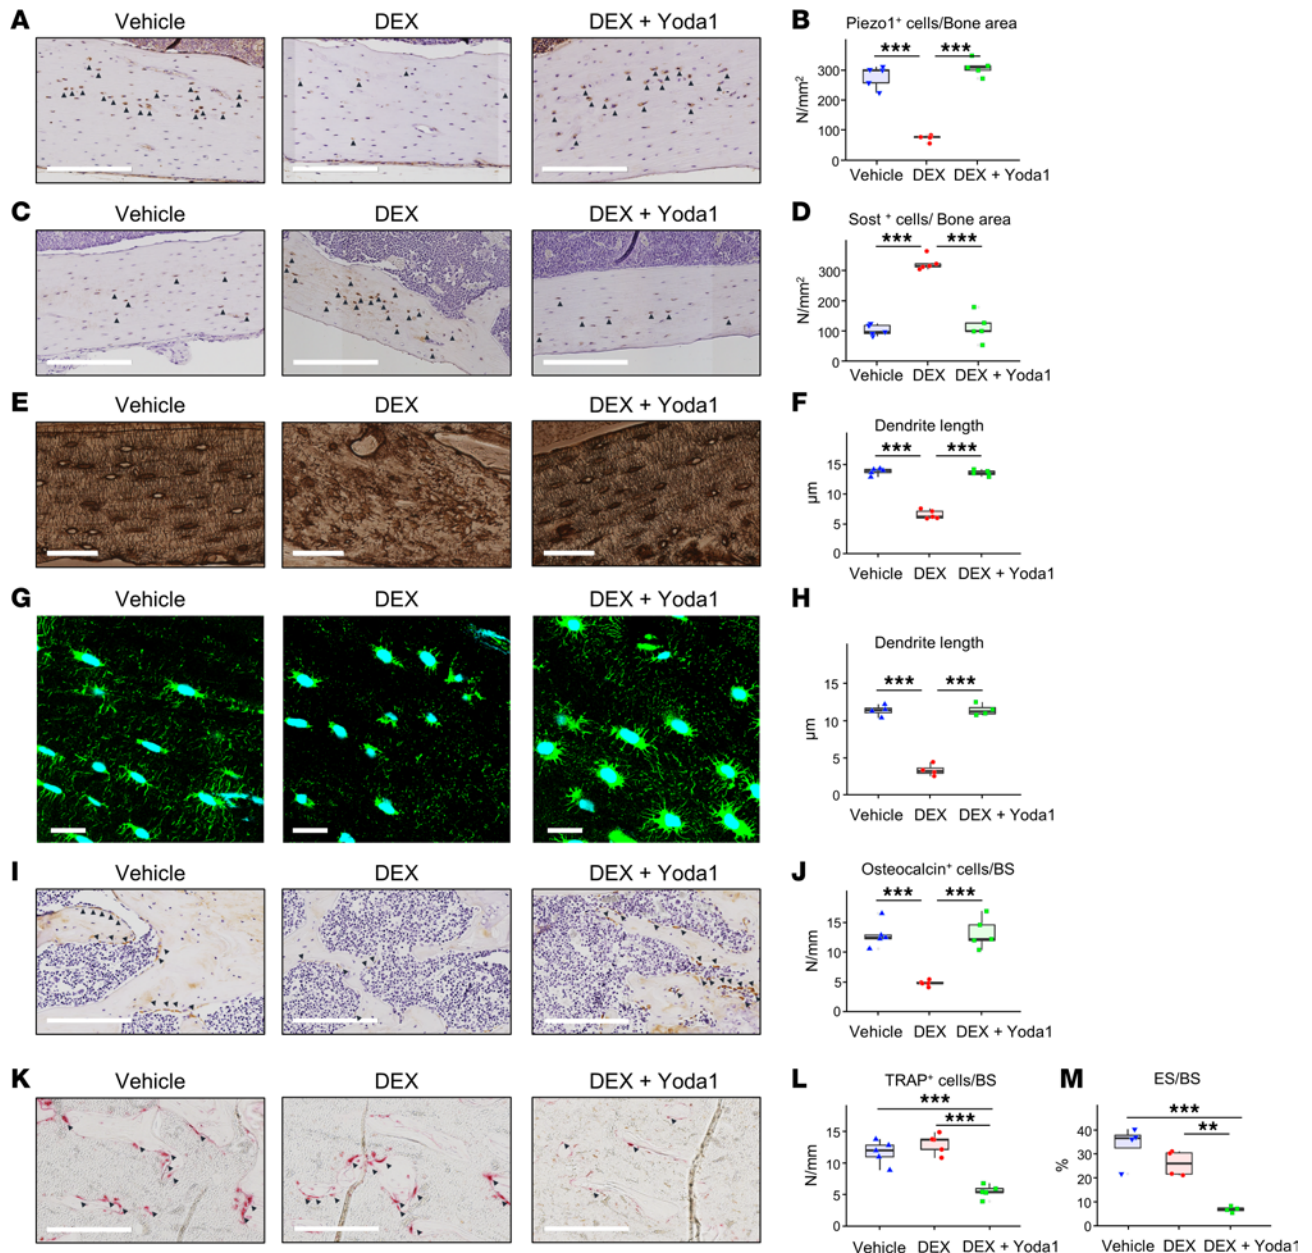 A Vehicle DEX DEX + Yoda1
B Piezo1⁺ cells/Bone area
*** ***
N/mm²
300
200
100
0
Vehicle DEX DEX + Yoda1
C Vehicle DEX DEX + Yoda1
D Sost ⁺ cells/ Bone area
*** ***
N/mm²
300
200
100
0
Vehicle DEX DEX + Yoda1
E Vehicle DEX DEX + Yoda1
F Dendrite length
*** ***
µm
15
10
5
0
Vehicle DEX DEX + Yoda1
G Vehicle DEX DEX + Yoda1
H Dendrite length
*** ***
µm
15
10
5
0
Vehicle DEX DEX + Yoda1
I Vehicle DEX DEX + Yoda1
J Osteocalcin⁺ cells/BS
*** ***
N/mm
15
10
5
0
Vehicle DEX DEX + Yoda1
K Vehicle DEX DEX + Yoda1
L TRAP⁺ cells/BS
***
***
N/mm
15
10
5
0
Vehicle DEX DEX + Yoda1
M ES/BS
***
**
%
40
30
20
10
0
Vehicle DEX DEX + Yoda1